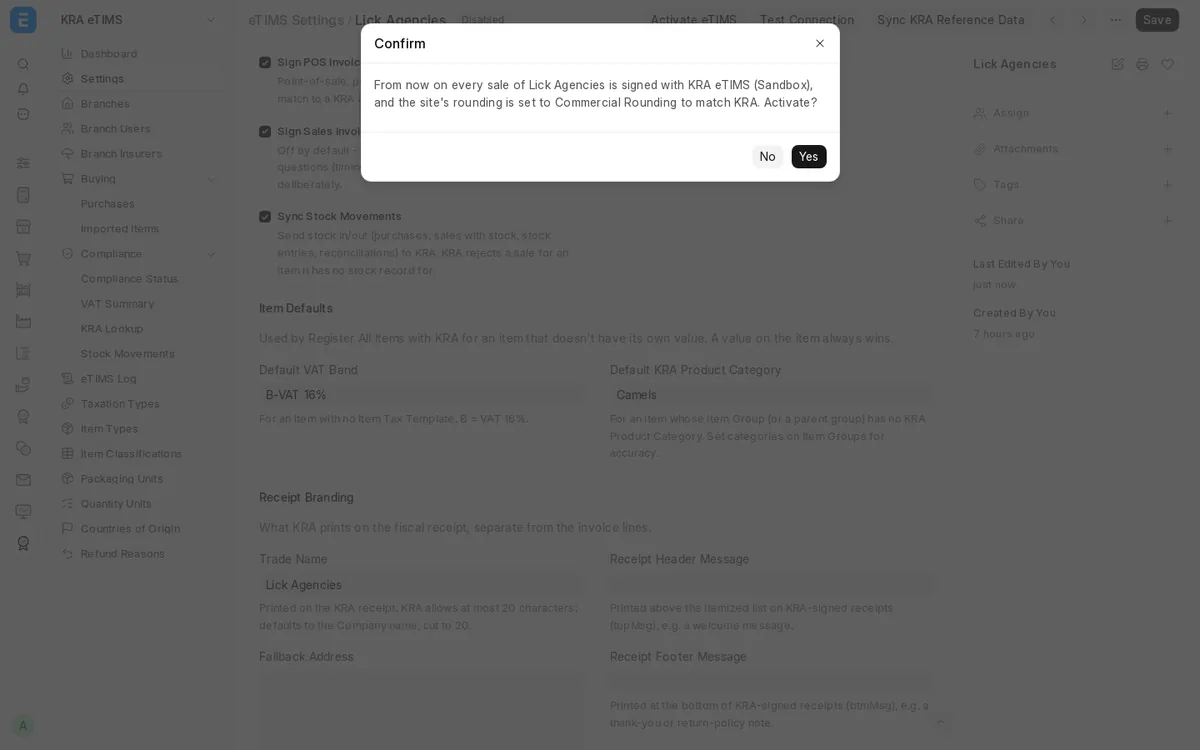 KRA eTIMS
eTIMS Settings / Lick Agencies Disabled
Activate eTIMS
Test Connection
Sync KRA Reference Data
Save
Dashboard
Settings
Branches
Branch Users
Branch Insurers
Buying
Purchases
Imported Items
Compliance
Compliance Status
VAT Summary
KRA Lookup
Stock Movements
eTIMS Log
Taxation Types
Item Types
Item Classifications
Packaging Units
Quantity Units
Countries of Origin
Refund Reasons
A
Confirm
From now on every sale of Lick Agencies is signed with KRA eTIMS (Sandbox),
and the site's rounding is set to Commercial Rounding to match KRA. Activate?
No
Yes
Sign POS Invoic
Point-of-sale, p
match to a KRA
Sign Sales Invoi
Off by default -
questions (timin
deliberately.
Sync Stock Movements
Send stock in/out (purchases, sales with stock, stock
entries, reconciliations) to KRA. KRA rejects a sale for an
item it has no stock record for.
Item Defaults
Used by Register All Items with KRA for an item that doesn't have its own value. A value on the item always wins.
Default VAT Band
B-VAT 16%
For an item with no Item Tax Template. B = VAT 16%.
Default KRA Product Category
Camels
For an item whose Item Group (or a parent group) has no KRA
Product Category. Set categories on Item Groups for
accuracy.
Receipt Branding
What KRA prints on the fiscal receipt, separate from the invoice lines.
Trade Name
Lick Agencies
Printed on the KRA receipt. KRA allows at most 20 characters;
defaults to the Company name, cut to 20.
Receipt Header Message
Printed above the itemized list on KRA-signed receipts
(topMsg), e.g. a welcome message.
Fallback Address
Receipt Footer Message
Printed at the bottom of KRA-signed receipts (btmMsg), e.g. a
thank-you or return-policy note.
Lick Agencies
Assign
Attachments
Tags
Share
Last Edited By You
just now
Created By You
7 hours ago